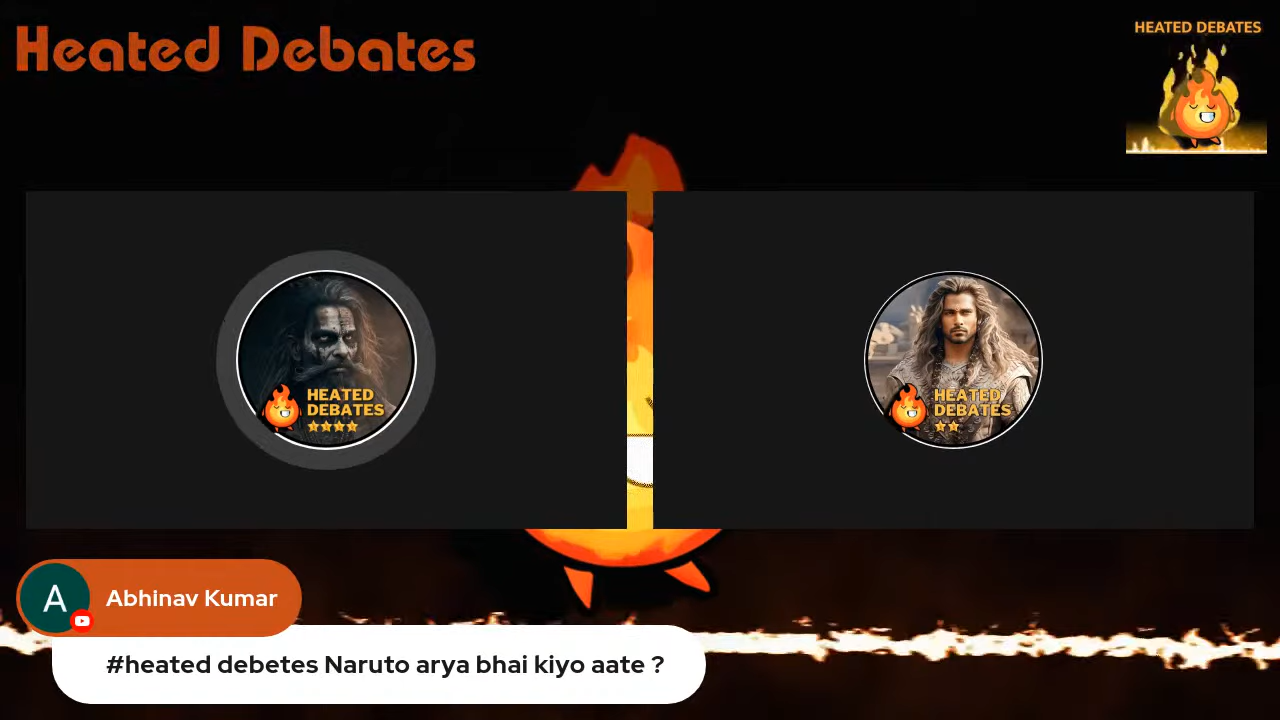 Heated Debates
HEATED DEBATES
HEATED
DEBATES
HEATED
DEBATES
A
Abhinav Kumar
#heated debetes Naruto arya bhai kiyo aate ?